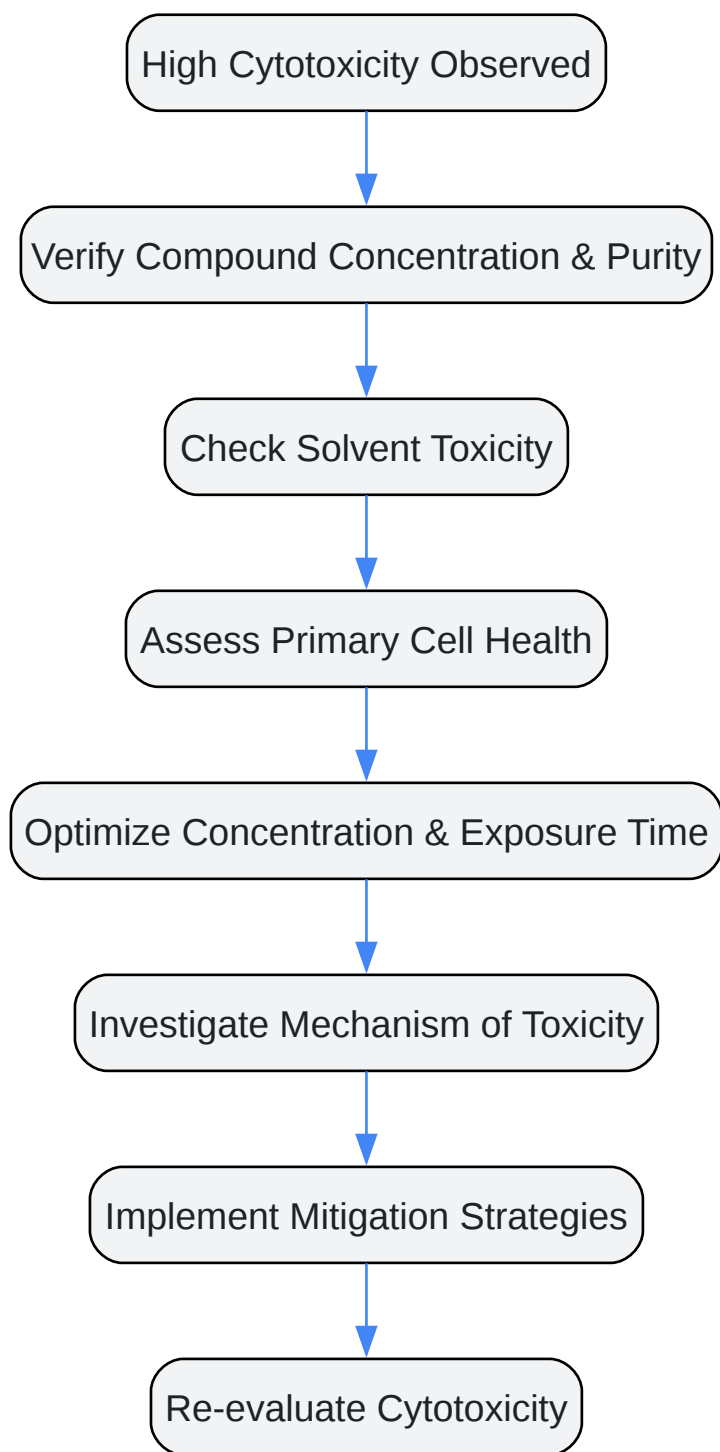 High Cytotoxicity Observed
Verify Compound Concentration & Purity
Check Solvent Toxicity
Assess Primary Cell Health
Optimize Concentration & Exposure Time
Investigate Mechanism of Toxicity
Implement Mitigation Strategies
Re-evaluate Cytotoxicity